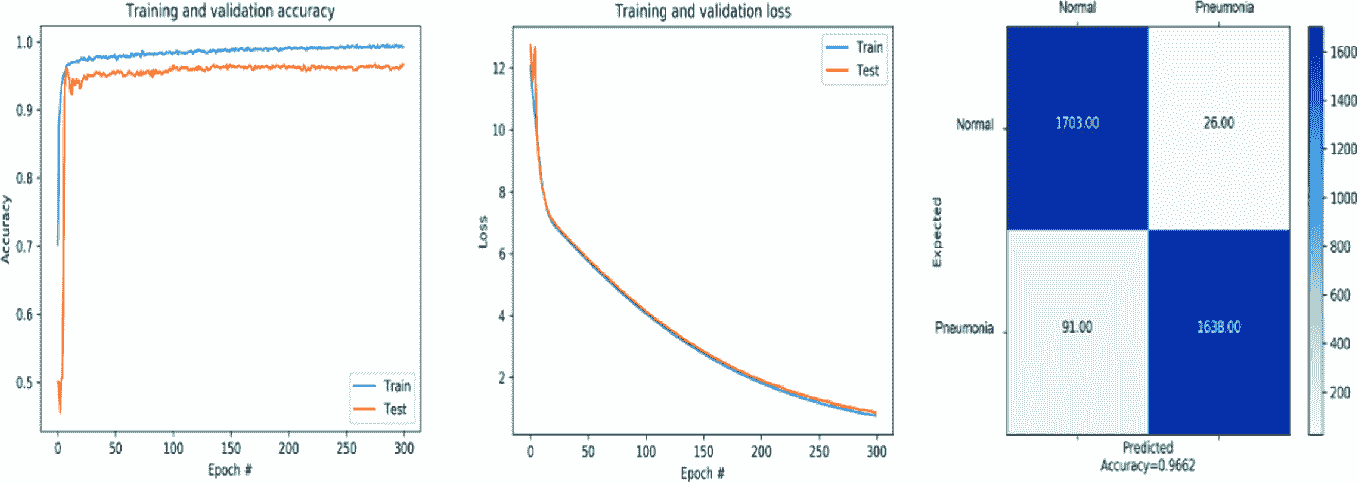 Training and validation accuracy
1.0
0.9
0.8
0.7
0.6
0.5
Accuracy
Train
Test
0
50
100
150
200
250
300
Epoch #
Training and validation loss
Train
Test
12
10
8
6
4
2
Loss
0
50
100
150
200
250
300
Epoch #
Normal
Pneumonia
Normal
1703.00
26.00
Expected
Pneumonia
91.00
1638.00
Predicted
Accuracy=0.9662
1600
1400
1200
1000
800
600
400
200